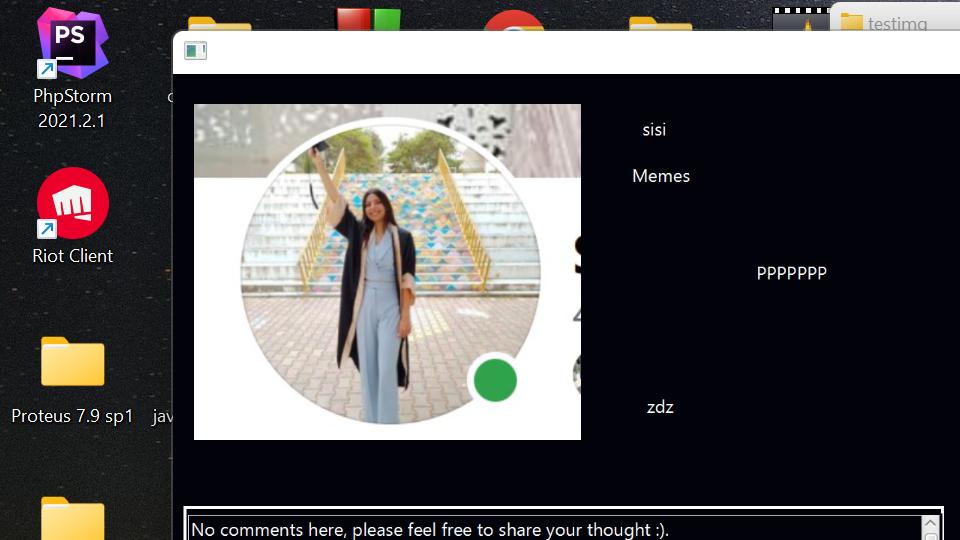 PS
testimg
PhpStorm
2021.2.1
sisi
Memes
Riot Client
PPPPPPP
zdz
Proteus 7.9 sp1
jav
No comments here, please feel free to share your thought :).